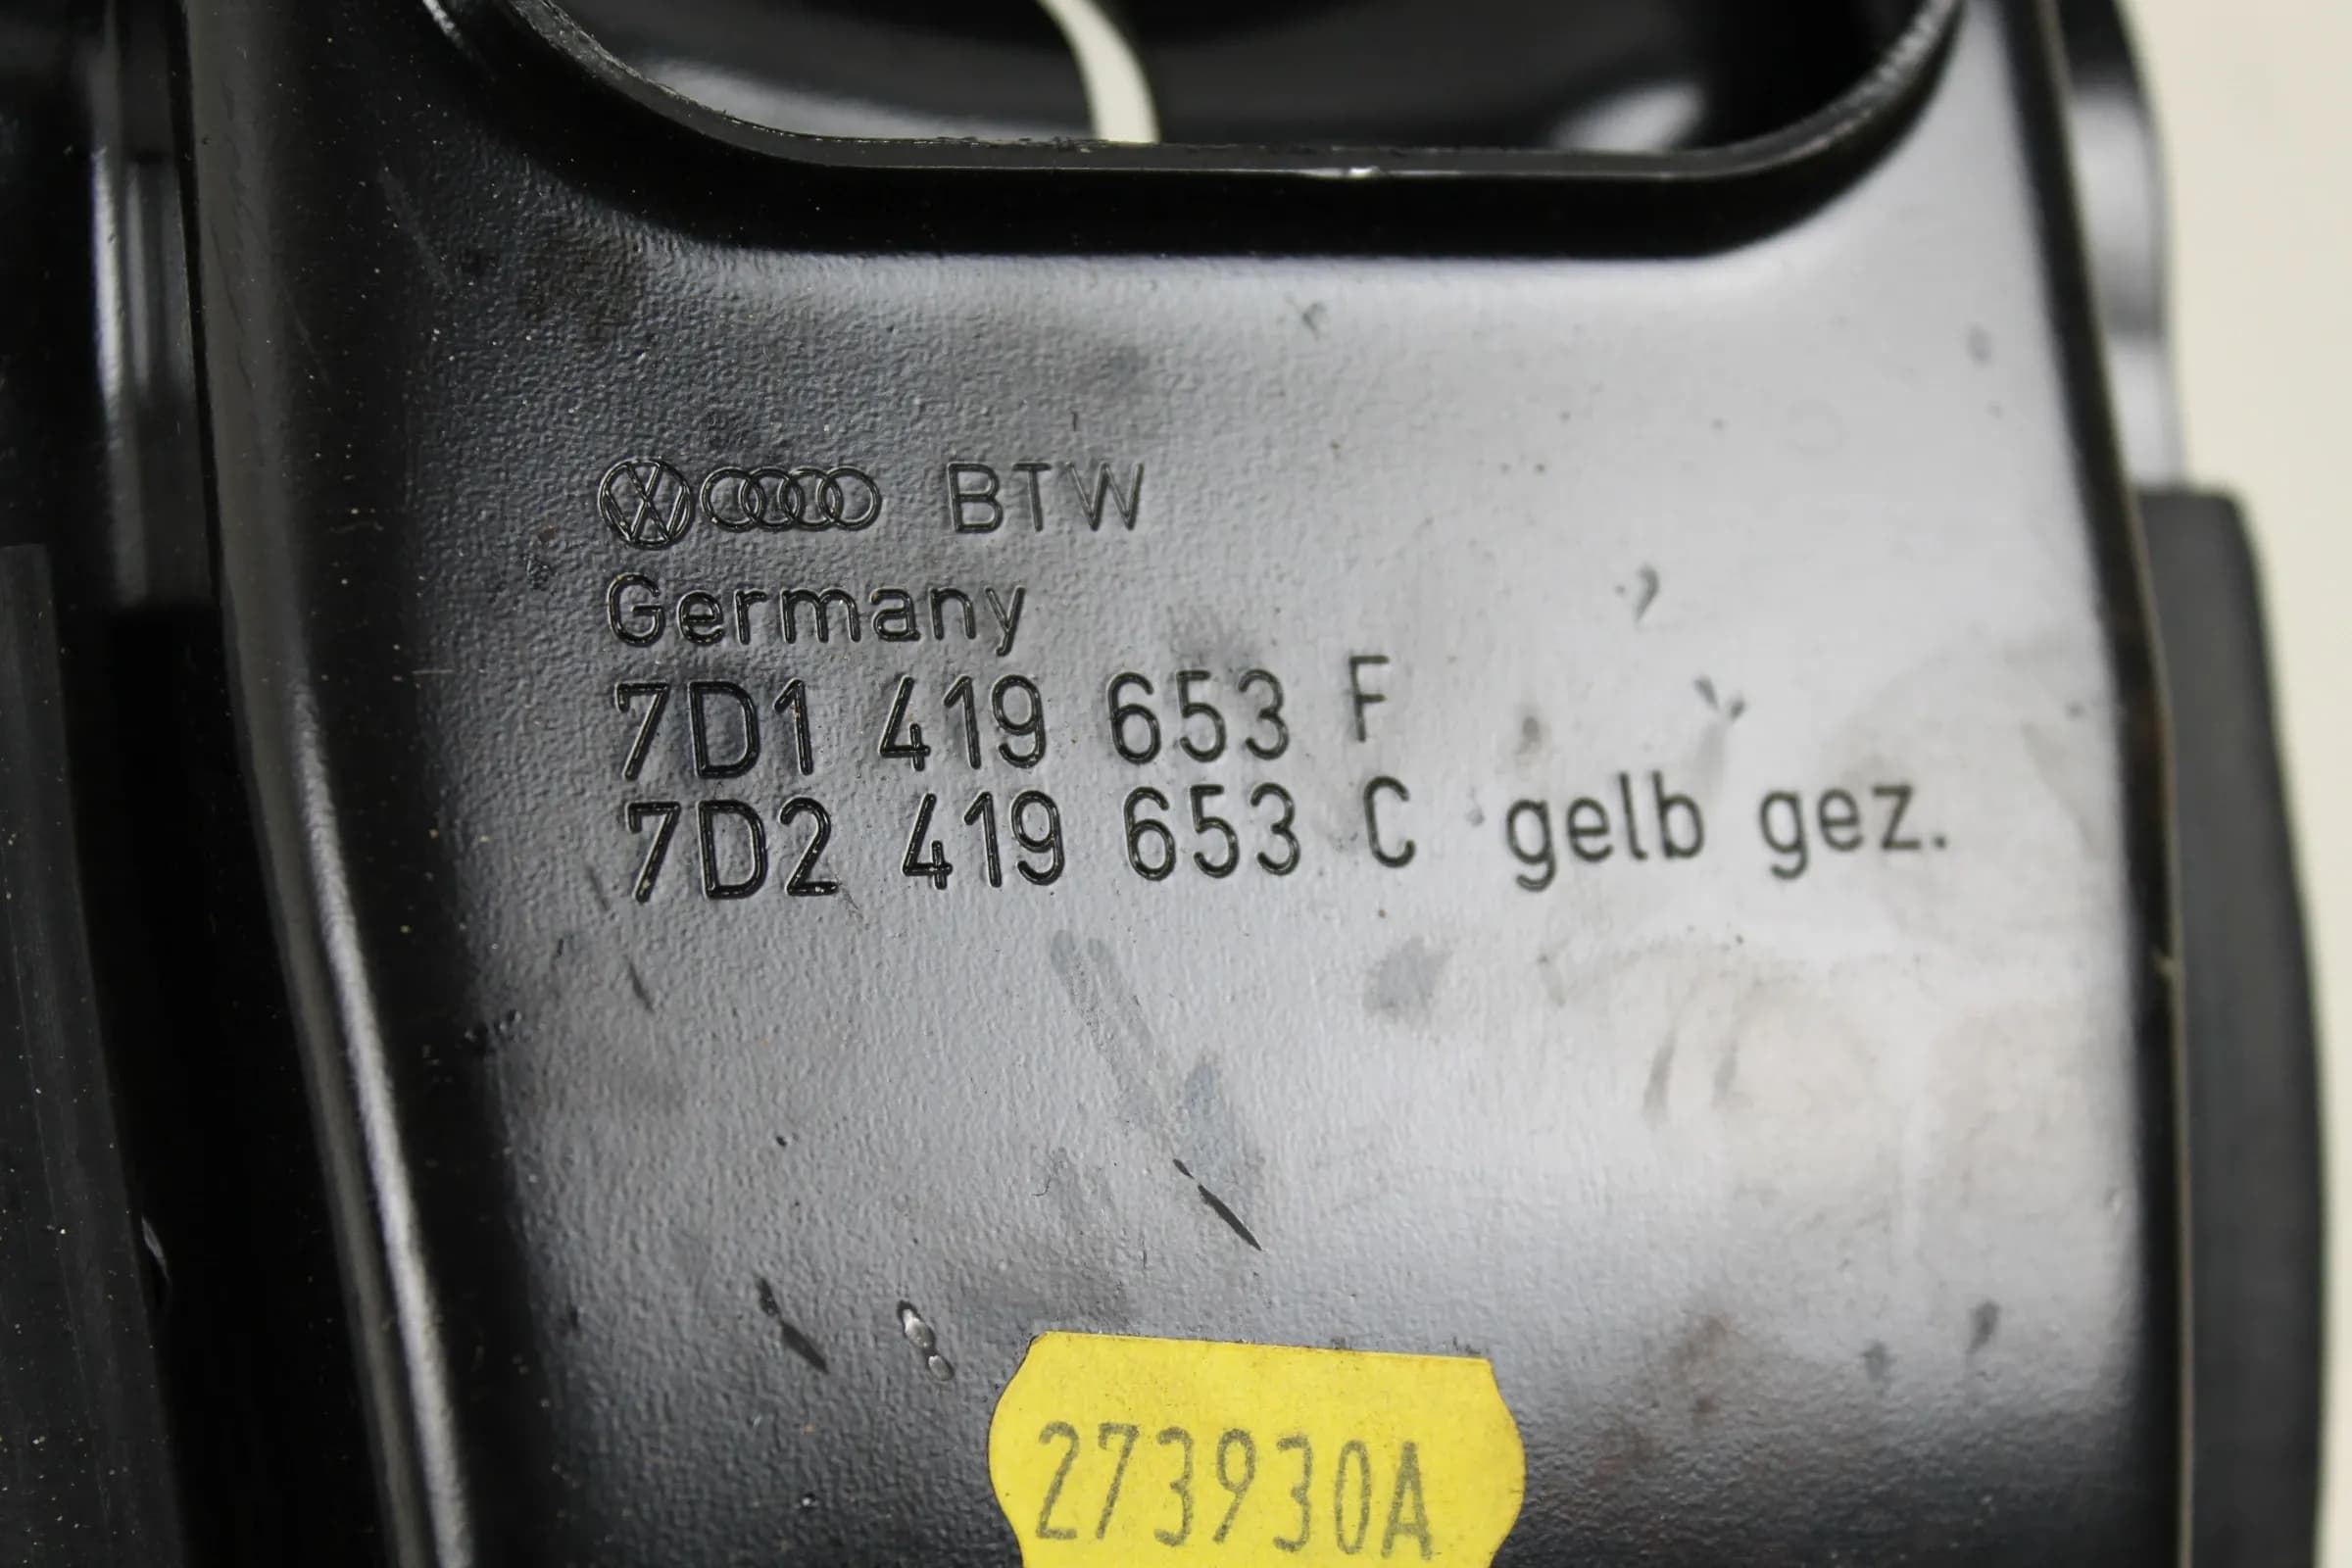 BTW
Germany
7D1 419 653 F
7D2 419 653 C gelb gez.
273930A